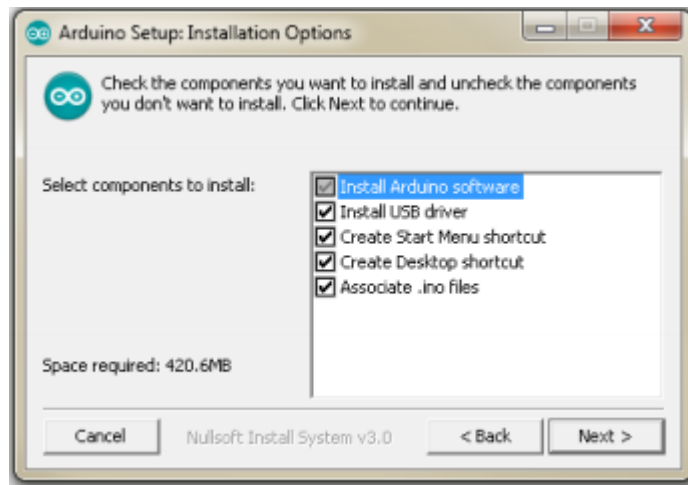 Arduino Setup: Installation Options
Check the components you want to install and uncheck the components
you don't want to install. Click Next to continue.
Select components to install:
Install Arduino software
Install USB driver
Create Start Menu shortcut
Create Desktop shortcut
Associate .ino files
Space required: 420.6MB
Cancel
Nullsoft Install System v3.0
< Back
Next >